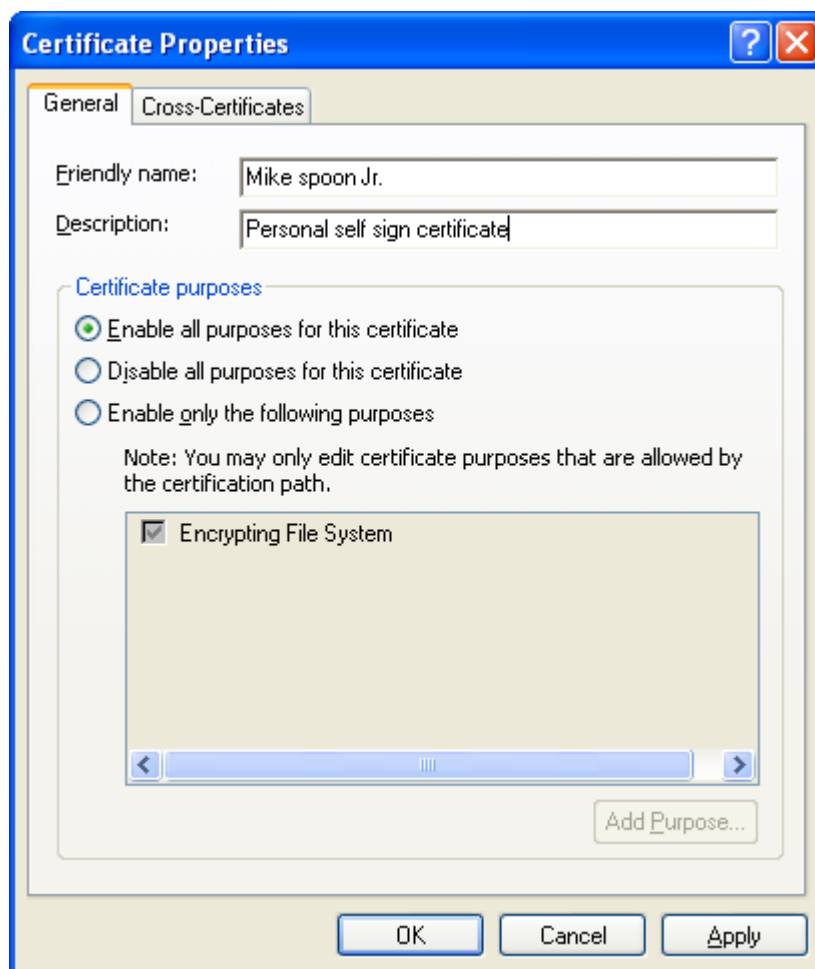 Certificate Properties
General Cross-Certificates
Friendly name: Mike spoon Jr.
Description: Personal self sign certificate
Certificate purposes
Enable all purposes for this certificate
Disable all purposes for this certificate
Enable only the following purposes
Note: You may only edit certificate purposes that are allowed by
the certification path.
Encrypting File System
Add Purpose...
OK Cancel Apply